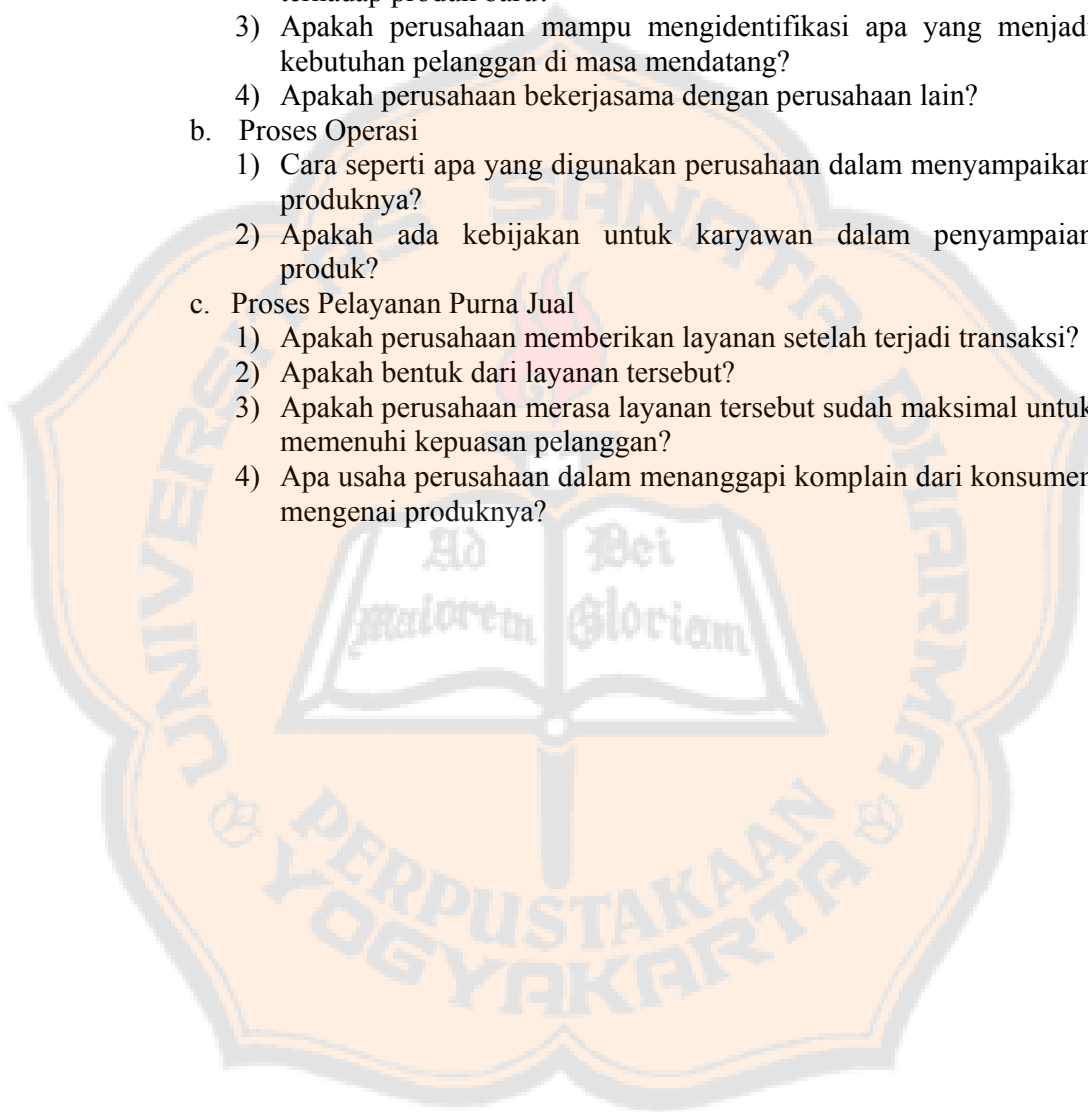 terhadap produk baru?
3) Apakah perusahaan mampu mengidentifikasi apa yang menjadi
kebutuhan pelanggan di masa mendatang?
4) Apakah perusahaan bekerjasama dengan perusahaan lain?
b. Proses Operasi
1) Cara seperti apa yang digunakan perusahaan dalam menyampaikan
produknya?
2) Apakah ada kebijakan untuk karyawan dalam penyampaian
produk?
c. Proses Pelayanan Purna Jual
1) Apakah perusahaan memberikan layanan setelah terjadi transaksi?
2) Apakah bentuk dari layanan tersebut?
3) Apakah perusahaan merasa layanan tersebut sudah maksimal untuk
memenuhi kepuasan pelanggan?
4) Apa usaha perusahaan dalam menanggapi komplain dari konsumen
mengenai produknya?
UNIVERSITAS SANATA DHARMA
Ad Dei
Maiorem Gloriam
PERPUSTAKAAN
YOGYAKARTA